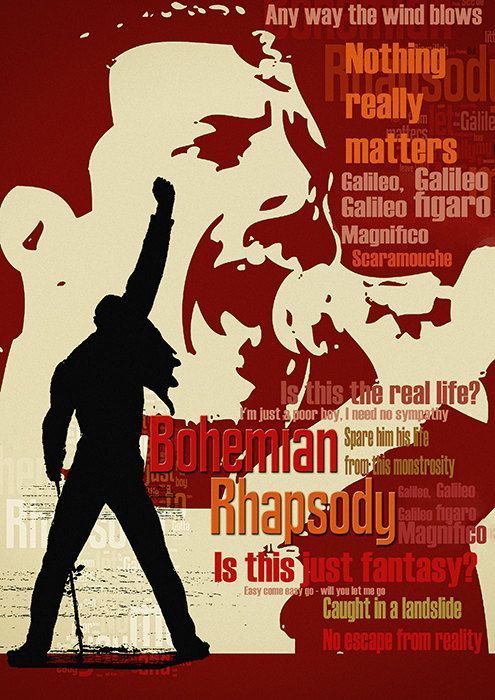 Any way the wind blows
Nothing
really
matters
Galileo, Galileo
Galileo figaro
Magnifico
Scaramouche
Is this the real life?
I'm just a poor boy, I need no sympathy
Bohemian
Rhapsody
Spare him his life
from this monstrosity
Galileo, Galileo
Galileo figaro
Magnifico
Is this just fantasy?
Easy come easy go - will you let me go
Caught in a landslide
No escape from reality